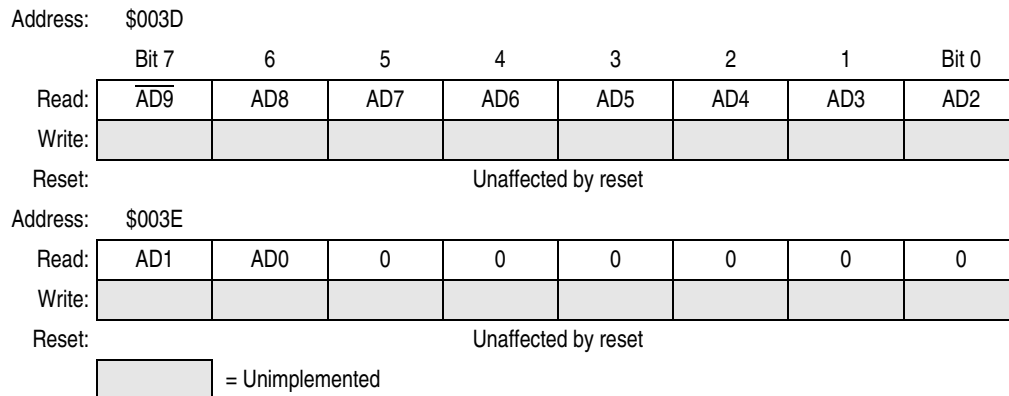 Address: $003D
Bit 7 6 5 4 3 2 1 Bit 0
Read: A̅D̅9̅ AD8 AD7 AD6 AD5 AD4 AD3 AD2
Write:
Reset: Unaffected by reset
Address: $003E
Read: AD1 AD0 0 0 0 0 0 0
Write:
Reset: Unaffected by reset
= Unimplemented